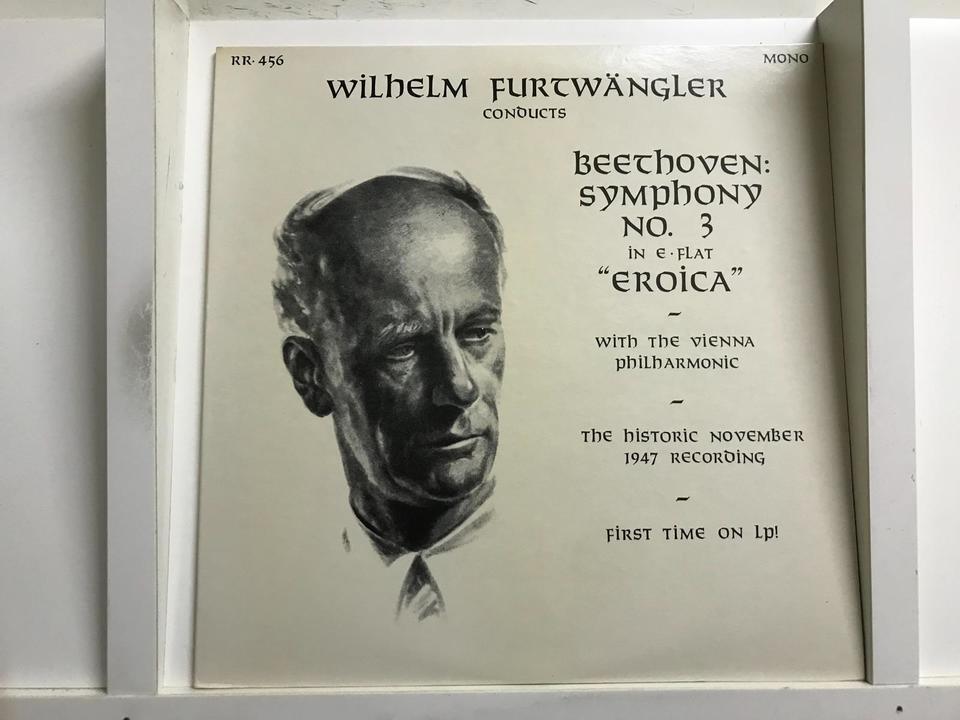 RR·456
MONO
WILHELM FURTWÄNGLER
CONDUCTS
BEETHOVEN:
SYMPHONY
NO. 3
IN E·FLAT
“EROICA”
~
WITH THE VIENNA
PHILHARMONIC
~
THE HISTORIC NOVEMBER
1947 RECORDING
~
FIRST TIME ON LP!